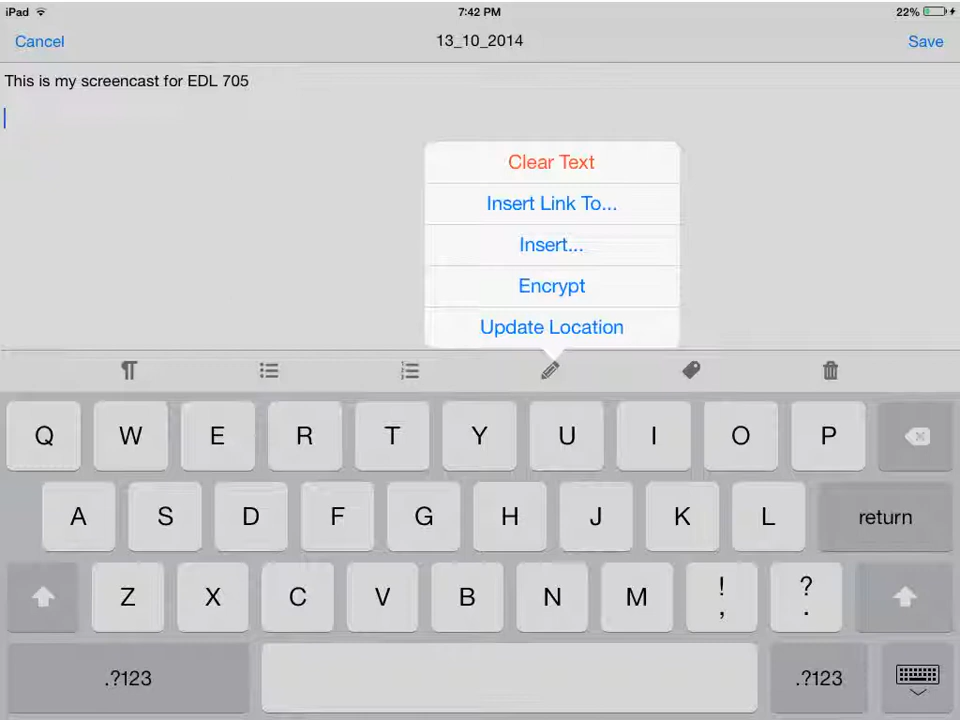 iPad 7:42 PM 22%
Cancel 13_10_2014 Save
This is my screencast for EDL 705
Clear Text
Insert Link To...
Insert...
Encrypt
Update Location
Q W E R T Y U I O P
A S D F G H J K L return
Z X C V B N M ! , ? .
.?123 .?123